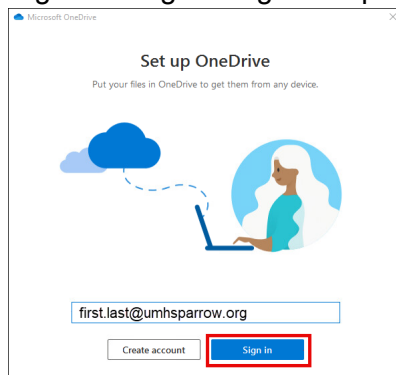 Microsoft OneDrive
Set up OneDrive
Put your files in OneDrive to get them from any device.
first.last@umhsparrow.org
Create account
Sign in